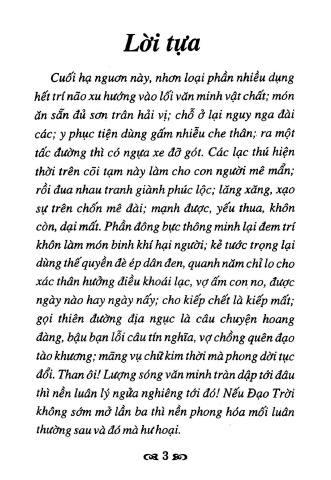 Lời tựa
Cuối hạ nguơn này, nhơn loại phần nhiều dụng
hết trí não xu hướng vào lối văn minh vật chất; món
ăn sẵn đủ sơn trân hải vị; chỗ ở lại nguy nga đài
các; y phục tiện dùng gấm nhiễu che thân; ra một
tấc đường thì có ngựa xe đỡ gót. Các lạc thú hiện
thời trên cõi tạm này làm cho con người mê mẩn;
rồi đua nhau tranh giành phúc lộc; lăng xăng, xạo
sự trên chốn mê đài; mạnh được, yếu thua, khôn
còn, dại mất. Phần đông bực thông minh lại đem trí
khôn làm món binh khí hại người; kẻ tước trọng lại
dùng thế quyền đè ép dân đen, quanh năm chỉ lo cho
xác thân hưởng điều khoái lạc, vợ ấm con no, được
ngày nào hay ngày nấy; cho kiếp chết là kiếp mất;
gọi thiên đường địa ngục là câu chuyện hoang
đàng, bậu bạn lỗi câu tín nghĩa, vợ chồng quên đạo
tào khương; mãng vụ chữ kim thời mà phong dời tục
đổi. Than ôi! Lượng sóng văn minh tràn dập tới đâu
thì nền luân lý ngửa nghiêng tới đó! Nếu Đạo Trời
không sớm mở lần ba thì nền phong hóa mối luân
thường sau và đó mà hư hoại.
3